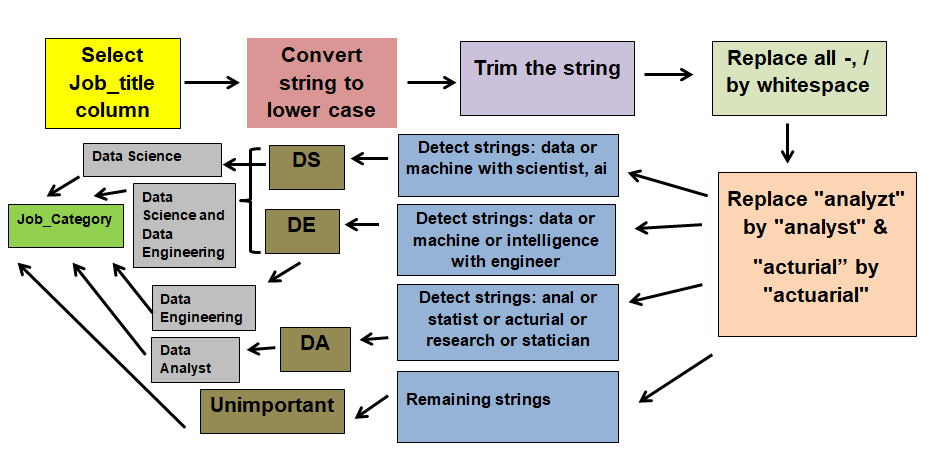 Select
Job_title
column
Convert
string to
lower case
Trim the string
Replace all -, /
by whitespace
Replace "analyzt"
by "analyst" &
"acturial” by
"actuarial"
Detect strings: data or
machine with scientist, ai
Detect strings: data or
machine or intelligence
with engineer
Detect strings: anal or
statist or acturial or
research or statician
Remaining strings
DS
DE
DA
Unimportant
Data Science
Data
Science and
Data
Engineering
Data
Engineering
Data
Analyst
Job_Category